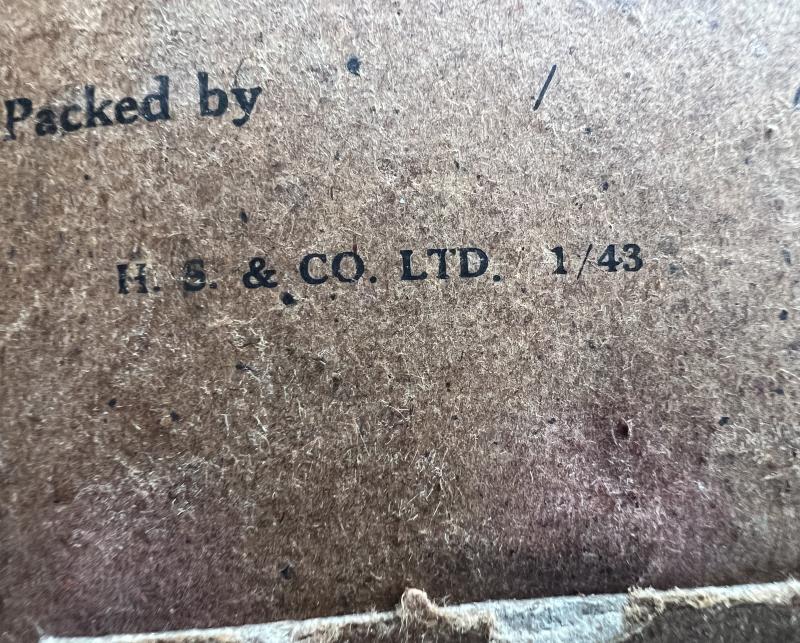 Packed by /
H. S. & CO. LTD. 1/43